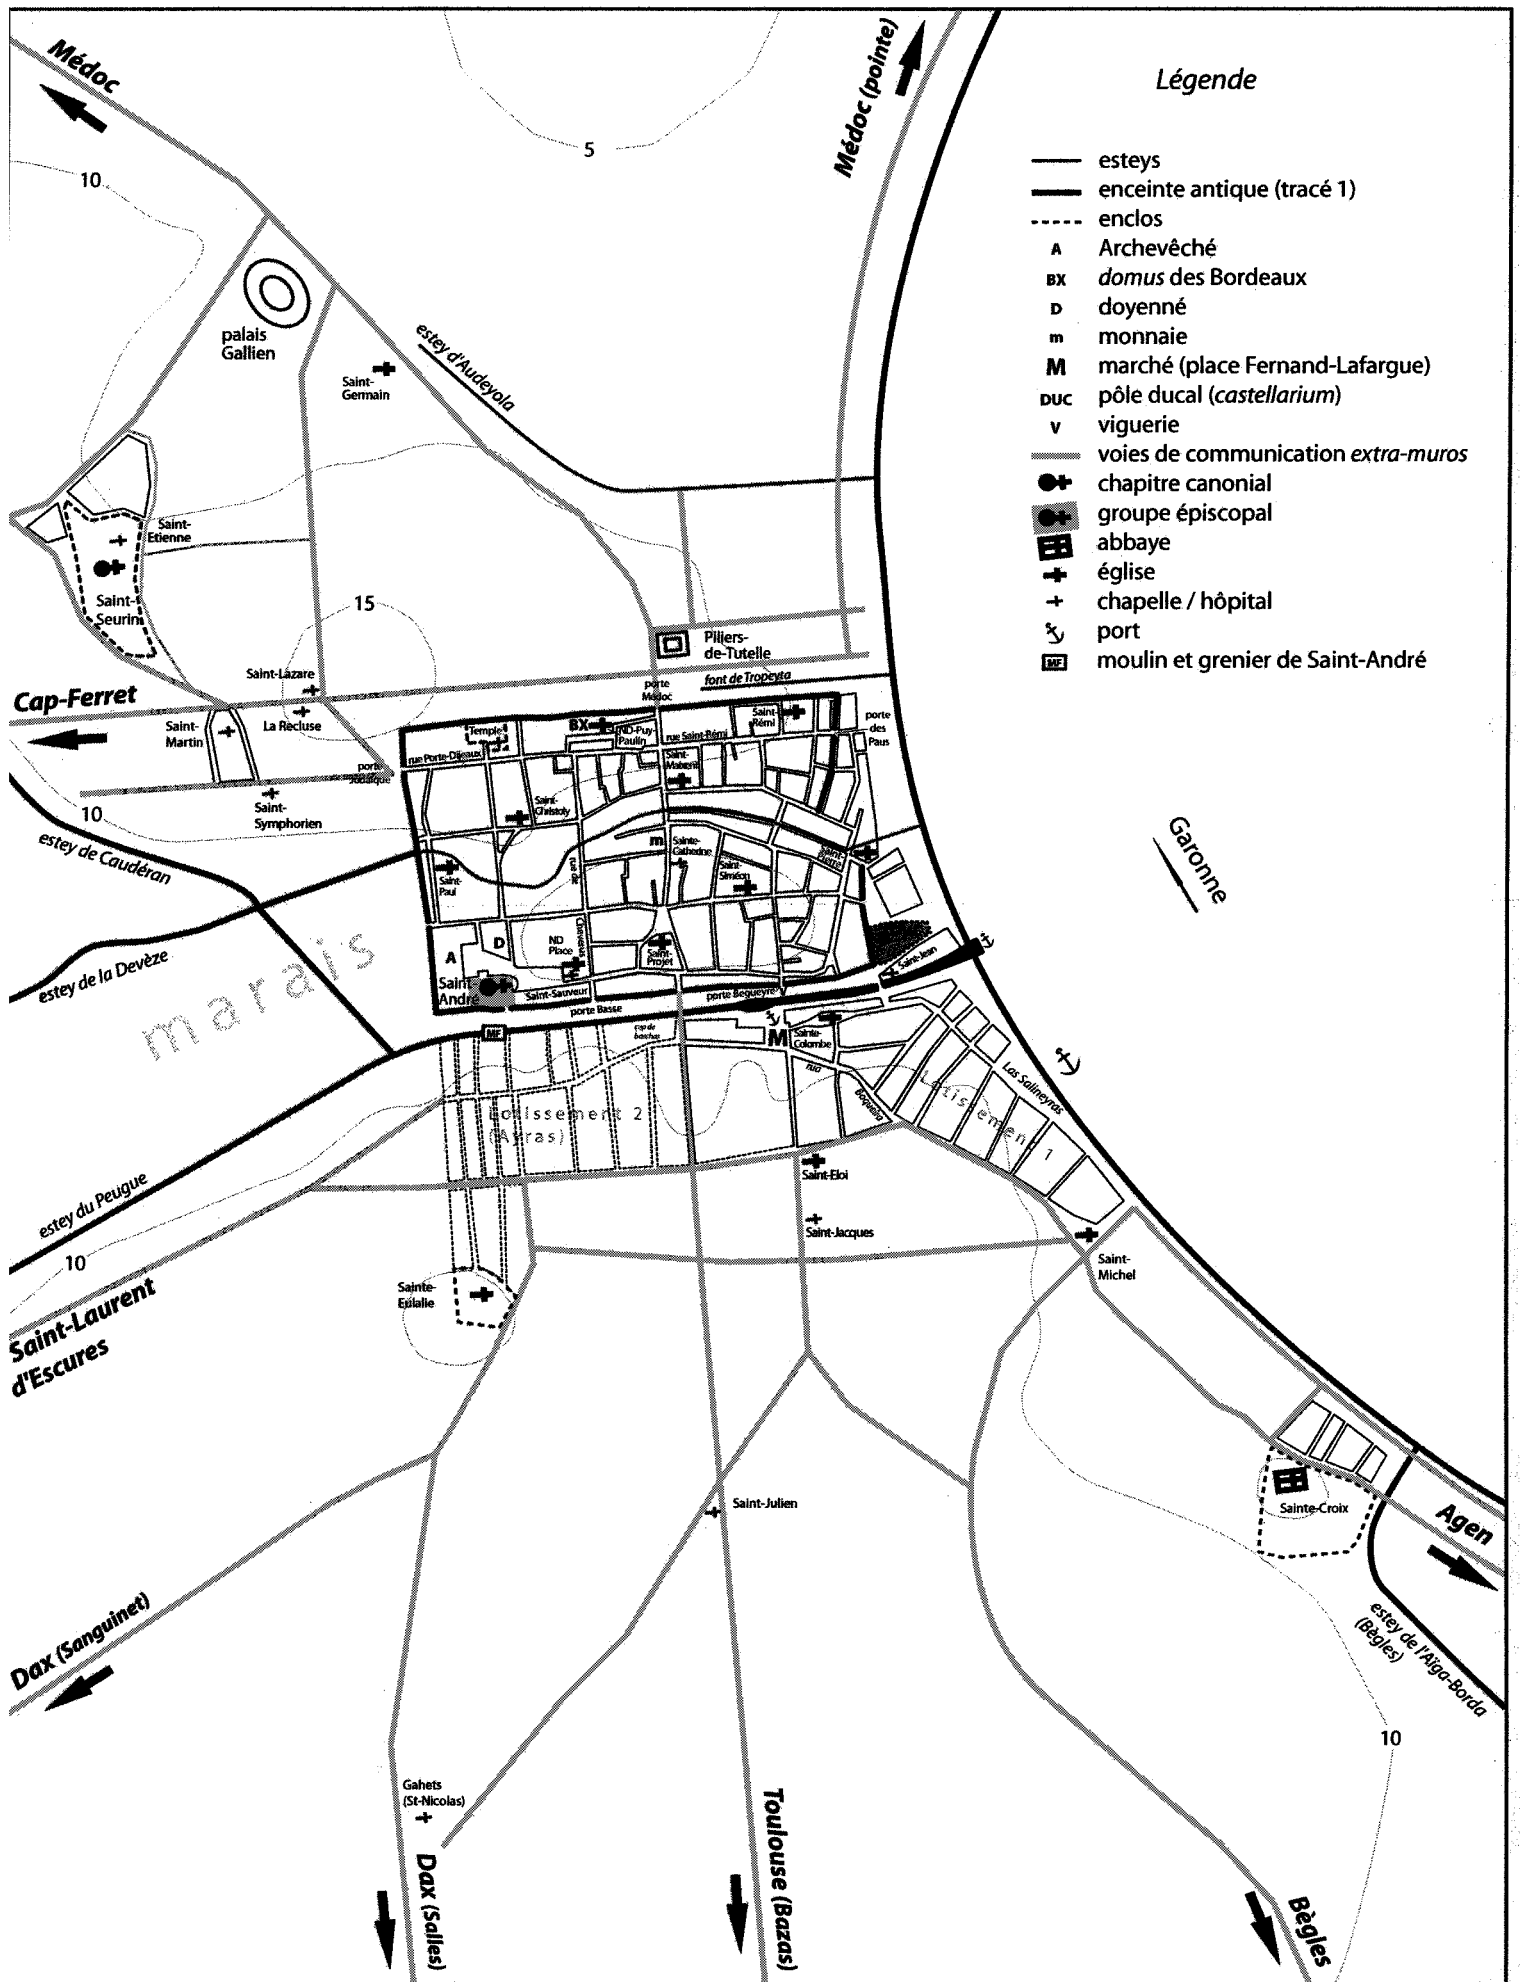 Médoc
Médoc (pointe)
Légende
esteys
enceinte antique (tracé 1)
enclos
A Archevêché
BX domus des Bordeaux
D doyenné
m monnaie
M marché (place Fernand-Lafargue)
DUC pôle ducal (castellarium)
V viguerie
voies de communication extra-muros
chapitre canonial
groupe épiscopal
abbaye
église
chapelle / hôpital
port
MF moulin et grenier de Saint-André
5
10
palais
Gallien
Saint-
Germain
estey d'Audeyola
Saint-
Etienne
Saint-
Seurin
15
Piliers-
de-Tutelle
Saint-Lazare
porte
Médoc
font de Tropeyta
Cap-Ferret
Saint-
Martin
La Recluse
porte
Judaïque
Saint-
Symphorien
10
Temple
BX
ND-Puy-
Paulin
rue Saint-Rémi
Saint-
Rémi
porte
des
Paus
rue Porte-Dijeaux
Saint-
Christoly
m
Sainte-
Catherine
Saint-
Siméon
Saint-
Paul
rue de
Garonne
estey de Caudéran
estey de la Devèze
marais
A
D
ND
Place
Saint-
Projet
Saint-Jean
Saint-
André
Saint-Sauveur
porte Basse
porte Begueyre
V
MF
M
Sainte-
Colombe
rua
Boqueira
Las Salineyras
Lotissement
1
Lotissement 2
(Ayras)
Saint-Eloi
Saint-Jacques
Saint-
Michel
estey du Peugue
10
Saint-Laurent
d'Escures
Sainte-
Eulalie
Saint-Julien
Sainte-Croix
Agen
estey de l'Aïga-Borda
(Bègles)
Dax (Sanguinet)
10
Gahets
(St-Nicolas)
Dax (Salles)
Toulouse (Bazas)
Bègles